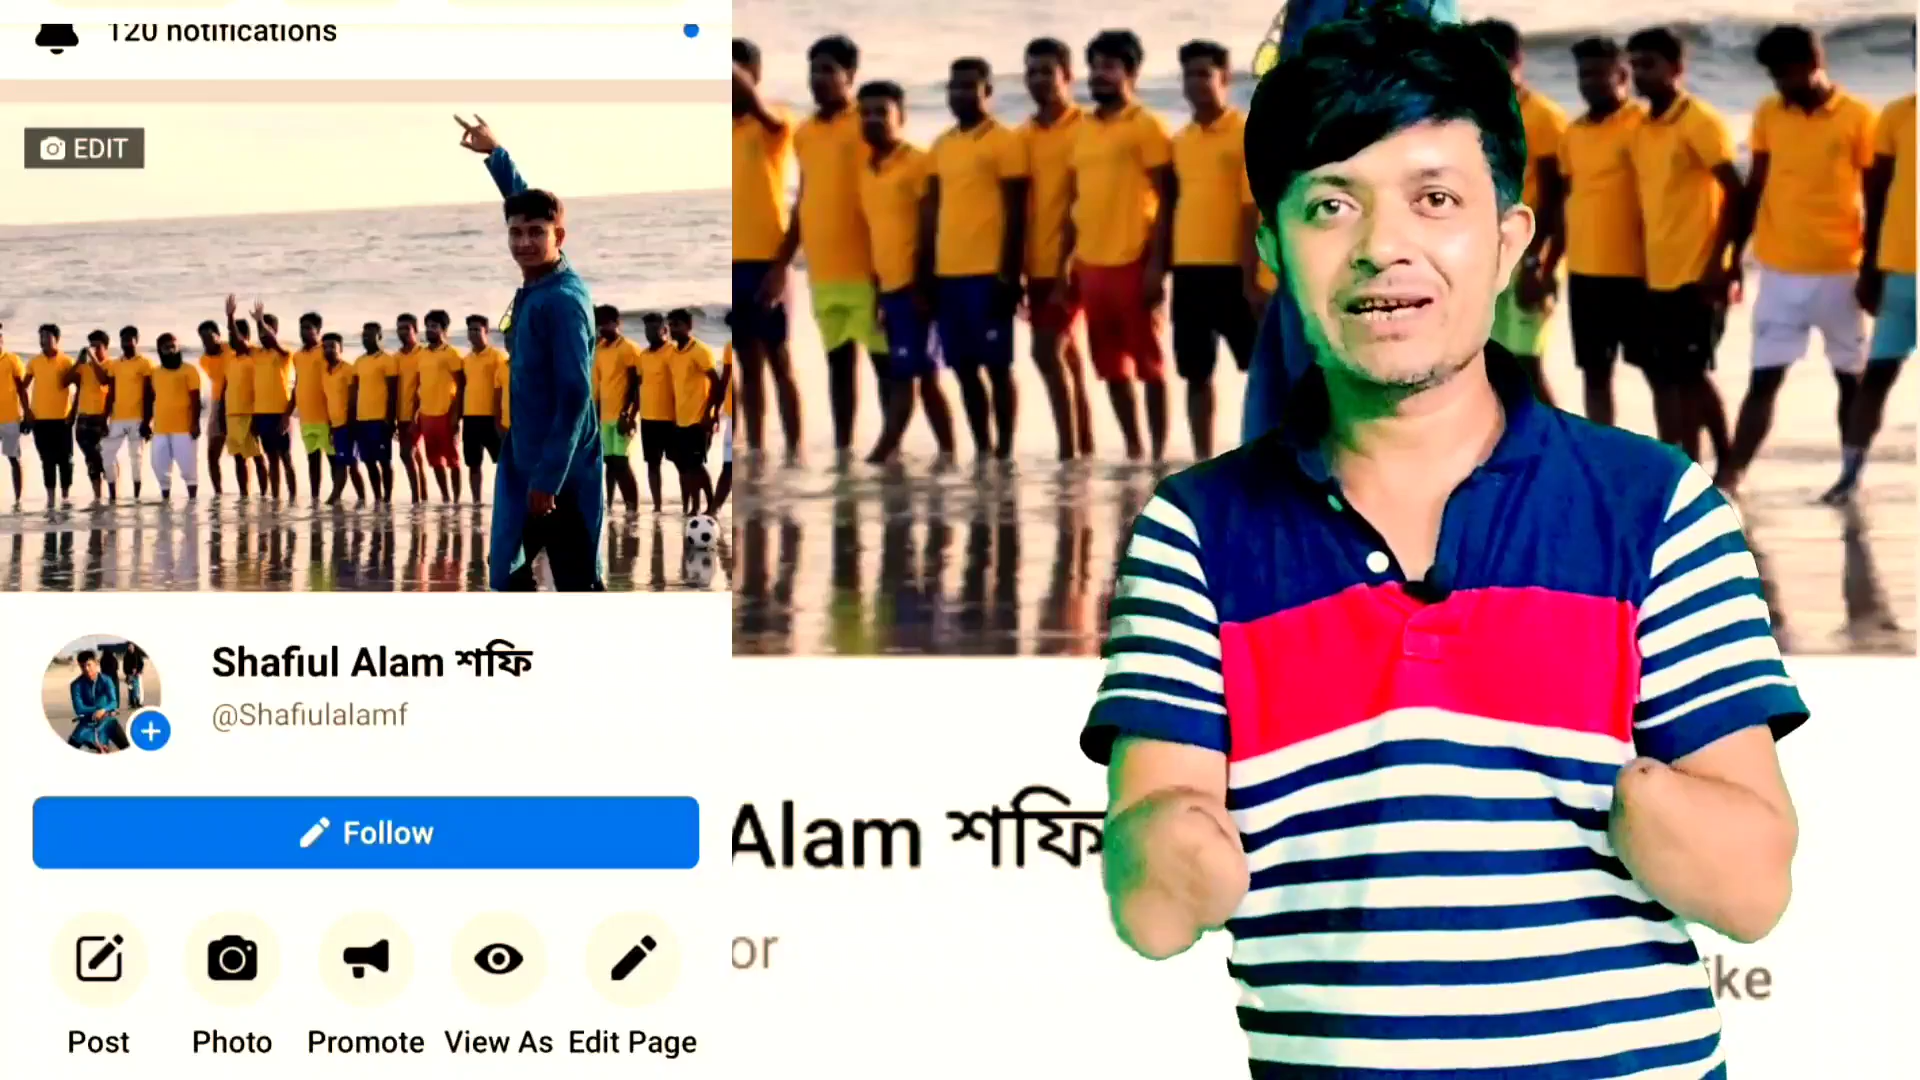 120 notifications
EDIT
Shafiul Alam শফি
@Shafiulalamf
Follow
Post
Photo
Promote
View As
Edit Page
Alam শফি
or
ke